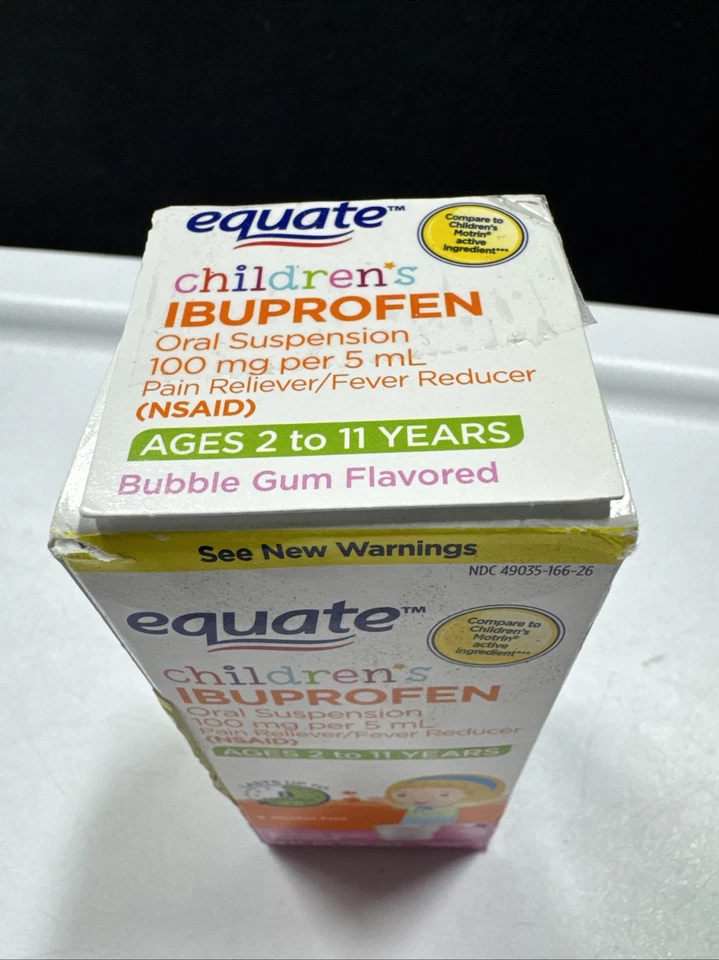 equate™
Compare to
Children's
Motrin®
active
ingredient***
children's
IBUPROFEN
Oral Suspension
100 mg per 5 mL
Pain Reliever/Fever Reducer
(NSAID)
AGES 2 to 11 YEARS
Bubble Gum Flavored
See New Warnings
NDC 49035-166-26
equate™
Compare to
Children's
Motrin®
active
ingredient***
children's
IBUPROFEN
Oral Suspension
100 mg per 5 mL
Pain Reliever/Fever Reducer
(NSAID)
AGES 2 to 11 YEARS